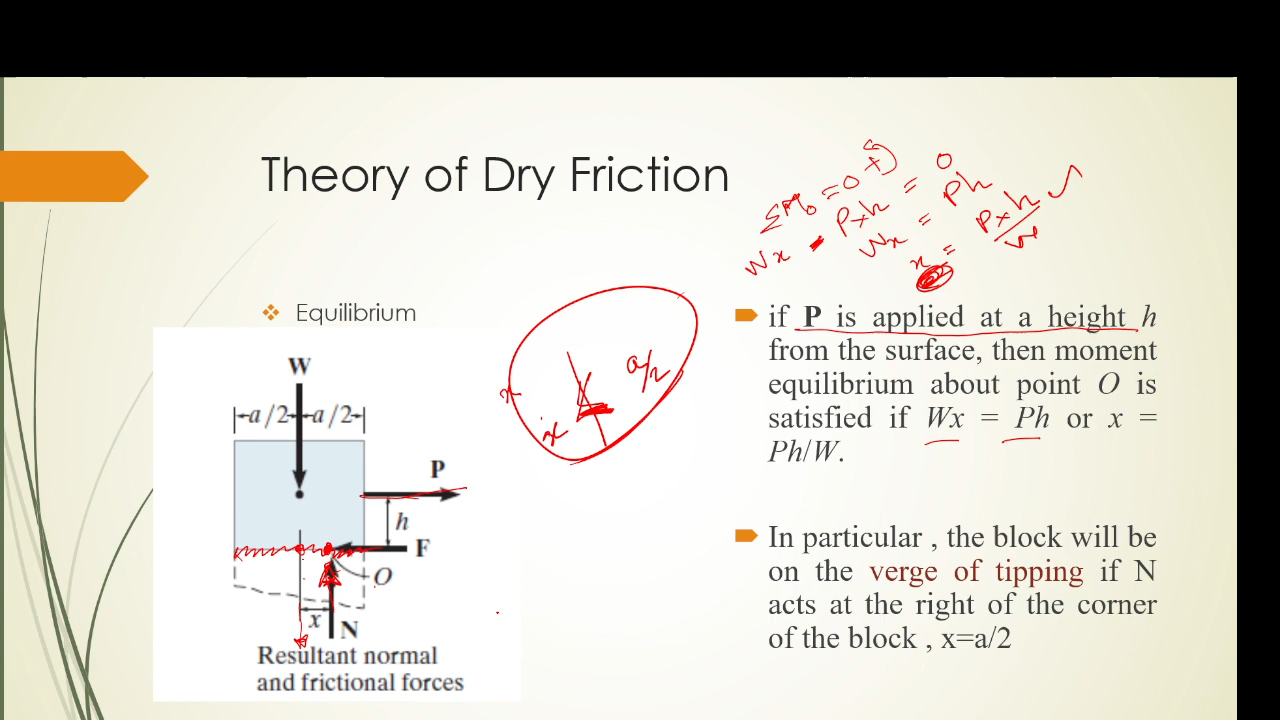 Theory of Dry Friction
ΣM₀ = 0 +
Wx - P×h = 0
Wx = Ph
x = P×h/W
Equilibrium
W
a/2 a/2
P
h
F
O
x
N
Resultant normal
and frictional forces
x
a/2
x
if P is applied at a height h
from the surface, then moment
equilibrium about point O is
satisfied if Wx = Ph or x =
Ph/W.
In particular , the block will be
on the verge of tipping if N
acts at the right of the corner
of the block , x=a/2